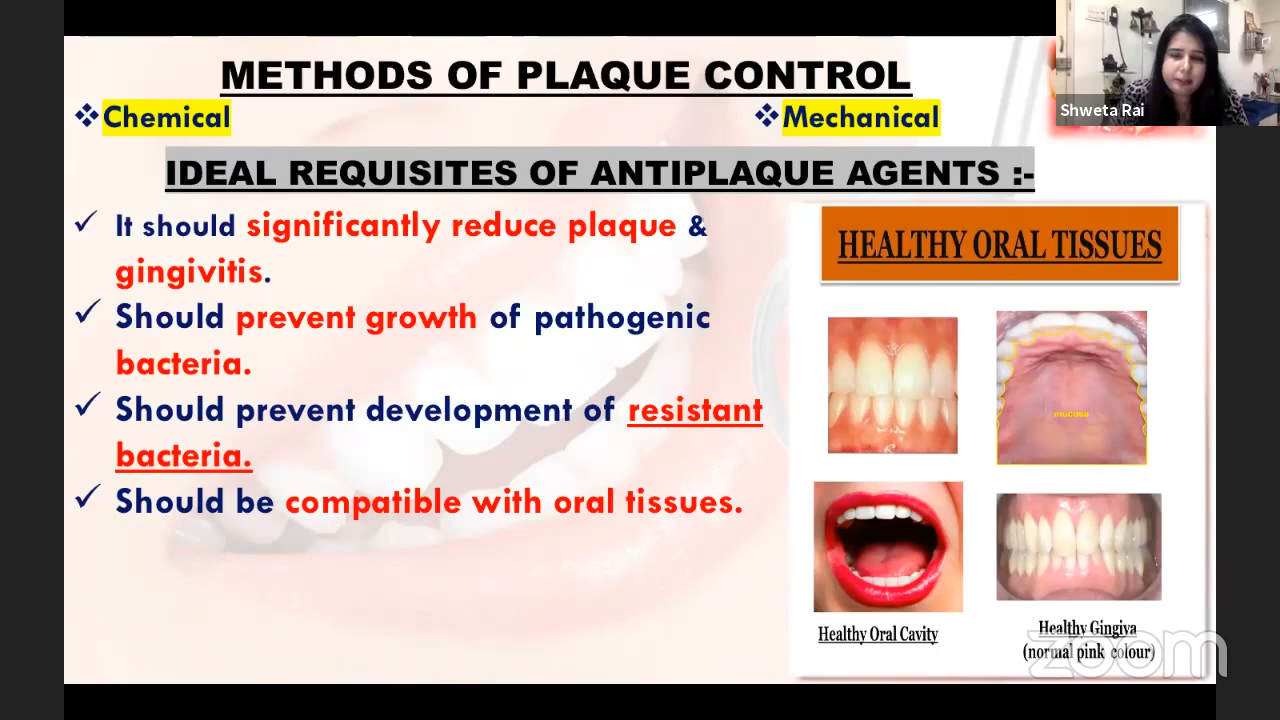 METHODS OF PLAQUE CONTROL
Shweta Rai
❖Chemical
❖Mechanical
IDEAL REQUISITES OF ANTIPLAQUE AGENTS :-
✓ It should significantly reduce plaque &
gingivitis.
✓ Should prevent growth of pathogenic
bacteria.
✓ Should prevent development of resistant
bacteria.
✓ Should be compatible with oral tissues.
HEALTHY ORAL TISSUES
mucosa
Healthy Oral Cavity
Healthy Gingiva
(normal pink colour)
zoom